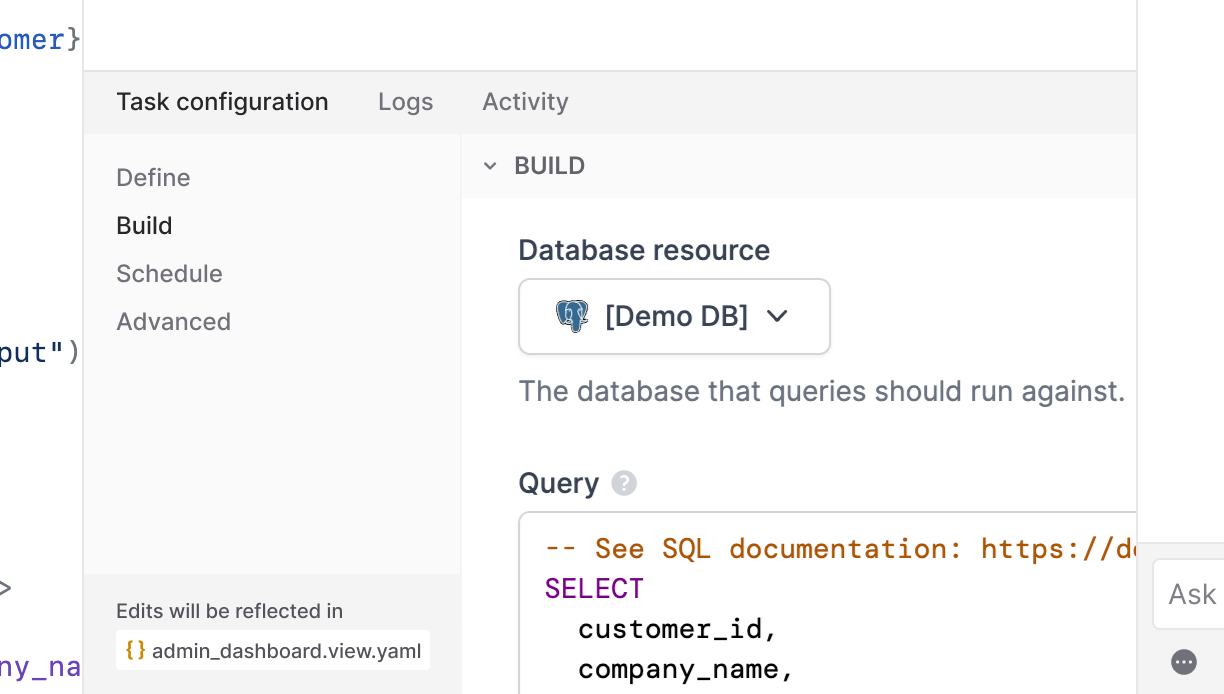 omer}
Task configuration Logs Activity
Define
Build
Schedule
Advanced
put")
>
Edits will be reflected in
{} admin_dashboard.view.yaml
ny_na
BUILD
Database resource
[Demo DB]
The database that queries should run against.
Query ?
-- See SQL documentation: https://d
SELECT
customer_id,
company_name,
Ask